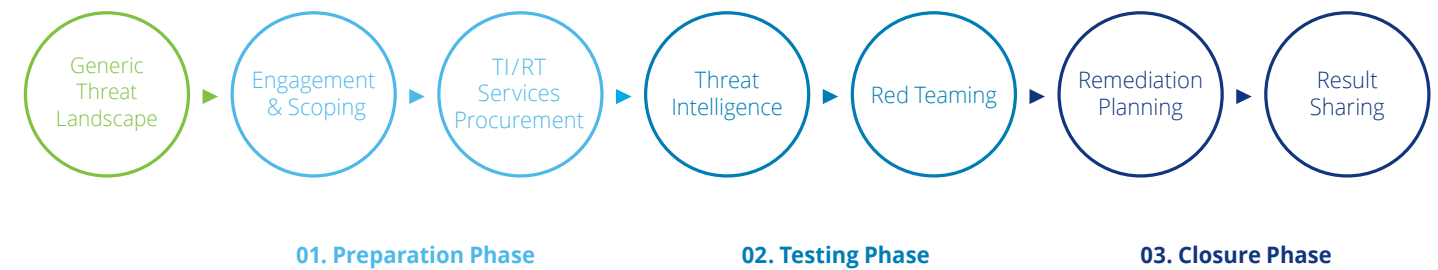 Generic
Threat
Landscape
Engagement
& Scoping
TI/RT
Services
Procurement
Threat
Intelligence
Red Teaming
Remediation
Planning
Result
Sharing
01. Preparation Phase
02. Testing Phase
03. Closure Phase